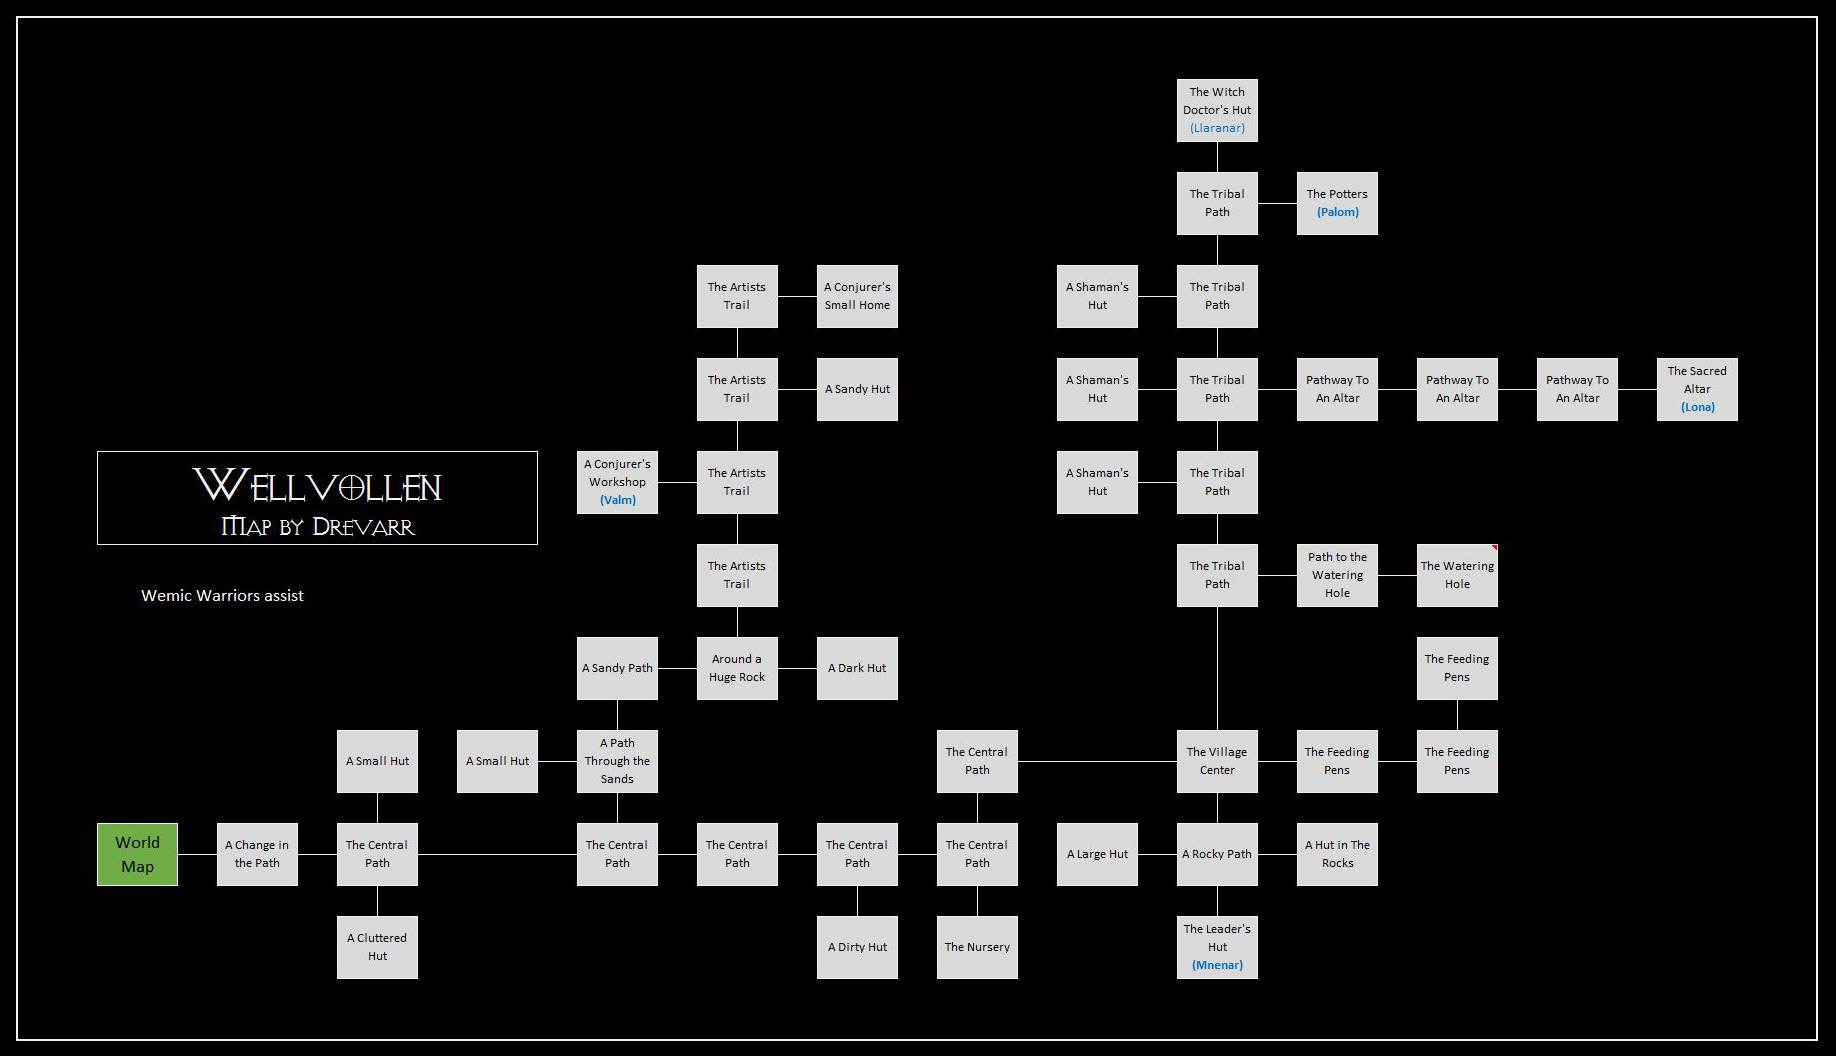 The Witch
Doctor's Hut
(Llaranar)
The Tribal
Path
The Potters
(Palom)
The Artists
Trail
A Conjurer's
Small Home
A Shaman's
Hut
The Tribal
Path
The Artists
Trail
A Sandy Hut
A Shaman's
Hut
The Tribal
Path
Pathway To
An Altar
Pathway To
An Altar
Pathway To
An Altar
The Sacred
Altar
(Lona)
Wellvollen
Map by Drevarr
A Conjurer's
Workshop
(Valm)
The Artists
Trail
A Shaman's
Hut
The Tribal
Path
Wemic Warriors assist
The Artists
Trail
The Tribal
Path
Path to the
Watering
Hole
The Watering
Hole
A Sandy Path
Around a
Huge Rock
A Dark Hut
The Feeding
Pens
A Small Hut
A Small Hut
A Path
Through the
Sands
The Central
Path
The Village
Center
The Feeding
Pens
The Feeding
Pens
World
Map
A Change in
the Path
The Central
Path
The Central
Path
The Central
Path
The Central
Path
The Central
Path
A Large Hut
A Rocky Path
A Hut in The
Rocks
A Cluttered
Hut
A Dirty Hut
The Nursery
The Leader's
Hut
(Mnenar)